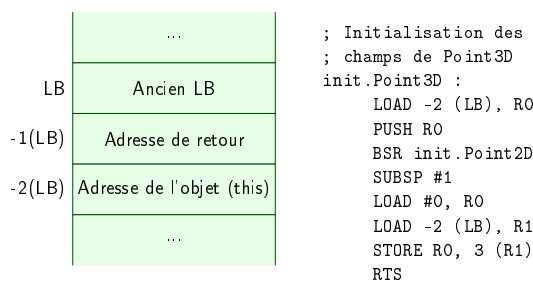 ...
LB Ancien LB
-1(LB) Adresse de retour
-2(LB) Adresse de l'objet (this)
...
; Initialisation des
; champs de Point3D
init.Point3D :
LOAD -2 (LB), R0
PUSH R0
BSR init.Point2D
SUBSP #1
LOAD #0, R0
LOAD -2 (LB), R1
STORE R0, 3 (R1)
RTS